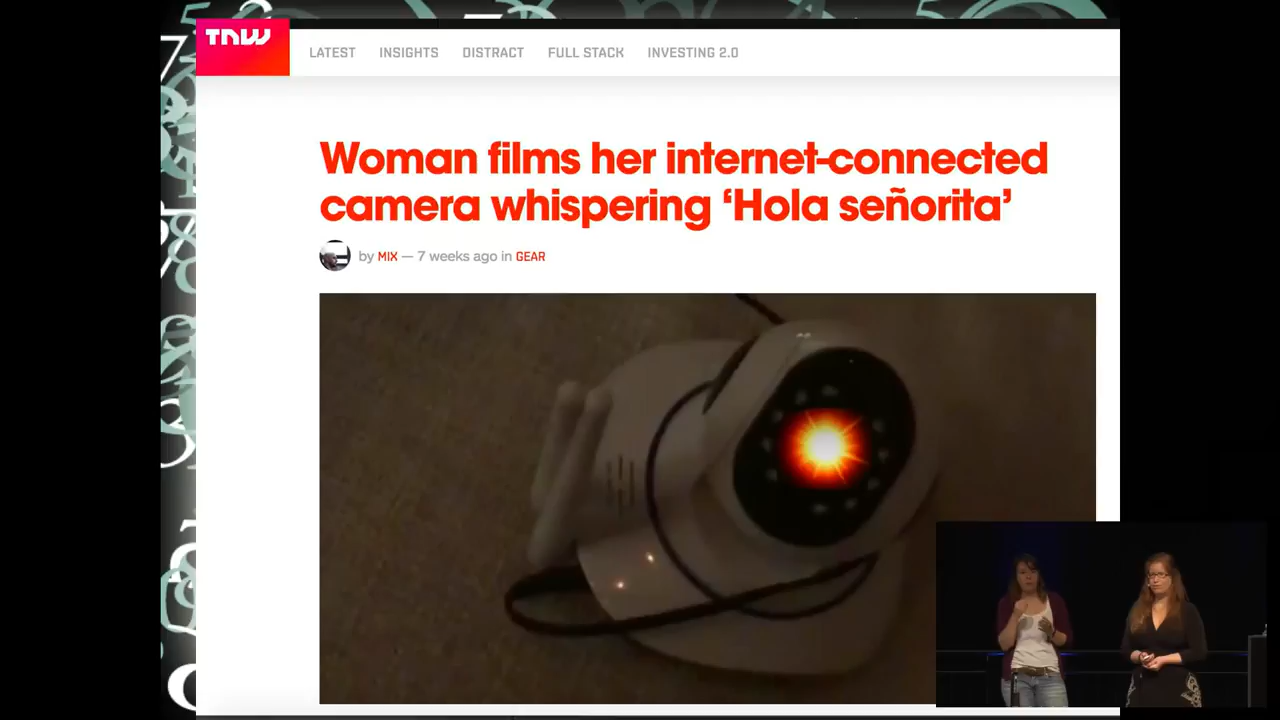 TNW
LATEST INSIGHTS DISTRACT FULL STACK INVESTING 2.0
Woman films her internet-connected
camera whispering ‘Hola señorita’
by MIX — 7 weeks ago in GEAR